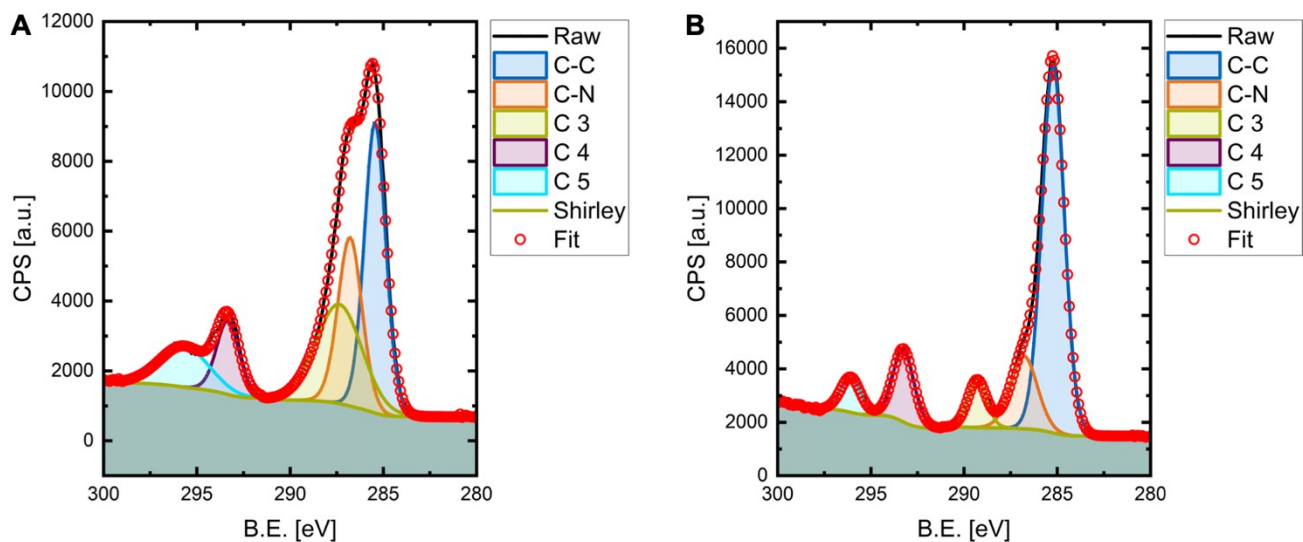 A
CPS [a.u.]
12000
10000
8000
6000
4000
2000
0
300
295
290
285
280
B.E. [eV]
Raw
C-C
C-N
C 3
C 4
C 5
Shirley
Fit
B
CPS [a.u.]
16000
14000
12000
10000
8000
6000
4000
2000
0
300
295
290
285
280
B.E. [eV]
Raw
C-C
C-N
C 3
C 4
C 5
Shirley
Fit